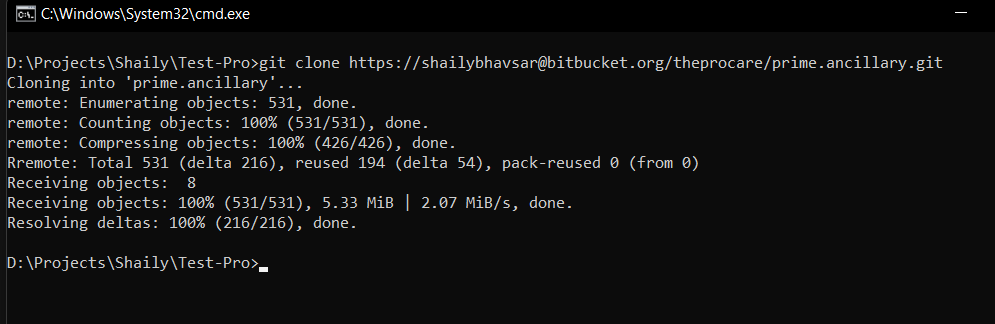 C:\Windows\System32\cmd.exe
D:\Projects\Shaily\Test-Pro>git clone https://shailybhavsar@bitbucket.org/theprocare/prime.ancillary.git
Cloning into 'prime.ancillary'...
remote: Enumerating objects: 531, done.
remote: Counting objects: 100% (531/531), done.
remote: Compressing objects: 100% (426/426), done.
Rremote: Total 531 (delta 216), reused 194 (delta 54), pack-reused 0 (from 0)
Receiving objects:  8
Receiving objects: 100% (531/531), 5.33 MiB | 2.07 MiB/s, done.
Resolving deltas: 100% (216/216), done.
D:\Projects\Shaily\Test-Pro>